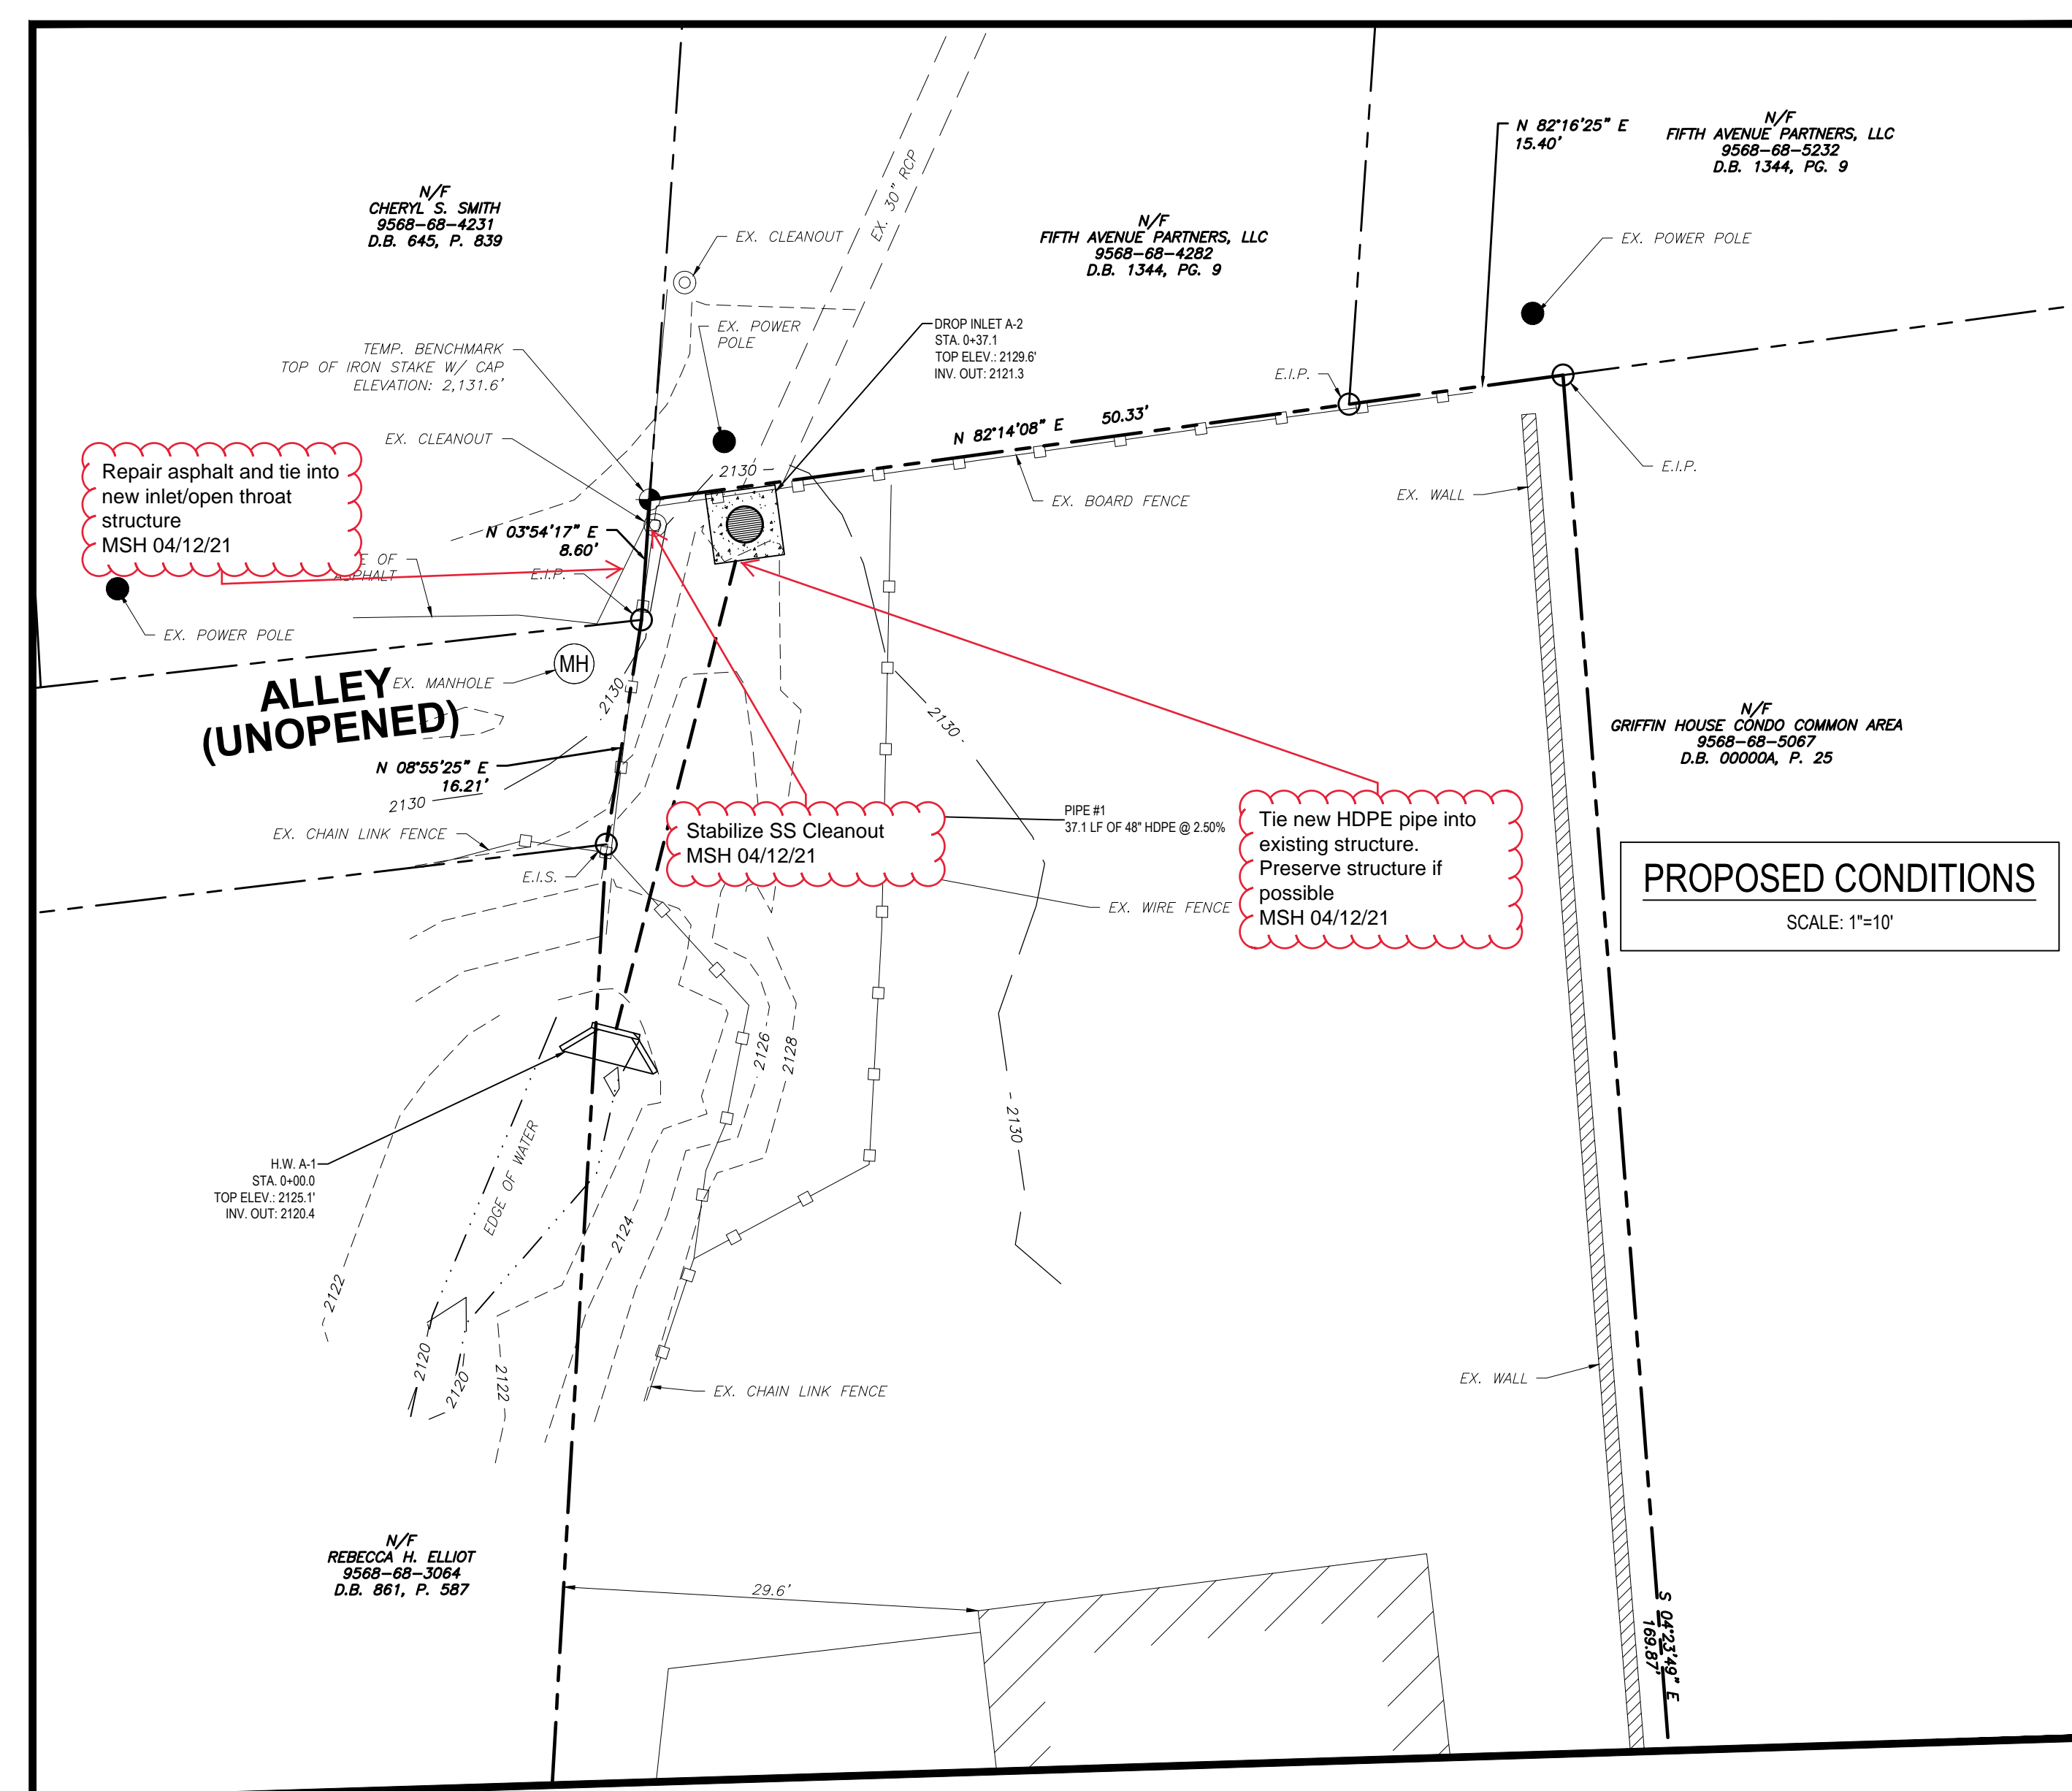 N 82°16'25" E
15.40'
N/F
FIFTH AVENUE PARTNERS, LLC
9568-68-5232
D.B. 1344, PG. 9
N/F
CHERYL S. SMITH
9568-68-4231
D.B. 645, P. 839
EX. 30" RCP
EX. CLEANOUT
N/F
FIFTH AVENUE PARTNERS, LLC
9568-68-4282
D.B. 1344, PG. 9
EX. POWER POLE
TEMP. BENCHMARK
TOP OF IRON STAKE W/ CAP
ELEVATION: 2,131.6'
EX. POWER
POLE
DROP INLET A-2
STA. 0+37.1
TOP ELEV.: 2129.6'
INV. OUT: 2121.3
E.I.P.
N 82°14'08" E 50.33'
EX. CLEANOUT
2130
E.I.P.
EX. WALL
EX. BOARD FENCE
Repair asphalt and tie into
new inlet/open throat
structure
MSH 04/12/21
N 03°54'17" E
8.60'
E OF
ASPHALT
E.I.P.
EX. POWER POLE
MH
EX. MANHOLE
ALLEY
(UNOPENED)
2130
2130
N 08°55'25" E
16.21'
2130
N/F
GRIFFIN HOUSE CONDO COMMON AREA
9568-68-5067
D.B. 00000A, P. 25
EX. CHAIN LINK FENCE
Stabilize SS Cleanout
MSH 04/12/21
PIPE #1
37.1 LF OF 48" HDPE @ 2.50%
Tie new HDPE pipe into
existing structure.
Preserve structure if
possible
MSH 04/12/21
E.I.S.
EX. WIRE FENCE
PROPOSED CONDITIONS
SCALE: 1"=10'
2126
2128
2130
EDGE OF WATER
H.W. A-1
STA. 0+00.0
TOP ELEV.: 2125.1'
INV. OUT: 2120.4
2124
2122
2120
2120
2122
EX. CHAIN LINK FENCE
EX. WALL
N/F
REBECCA H. ELLIOT
9568-68-3064
D.B. 861, P. 587
29.6'
S 04°23'49" E
169.87'